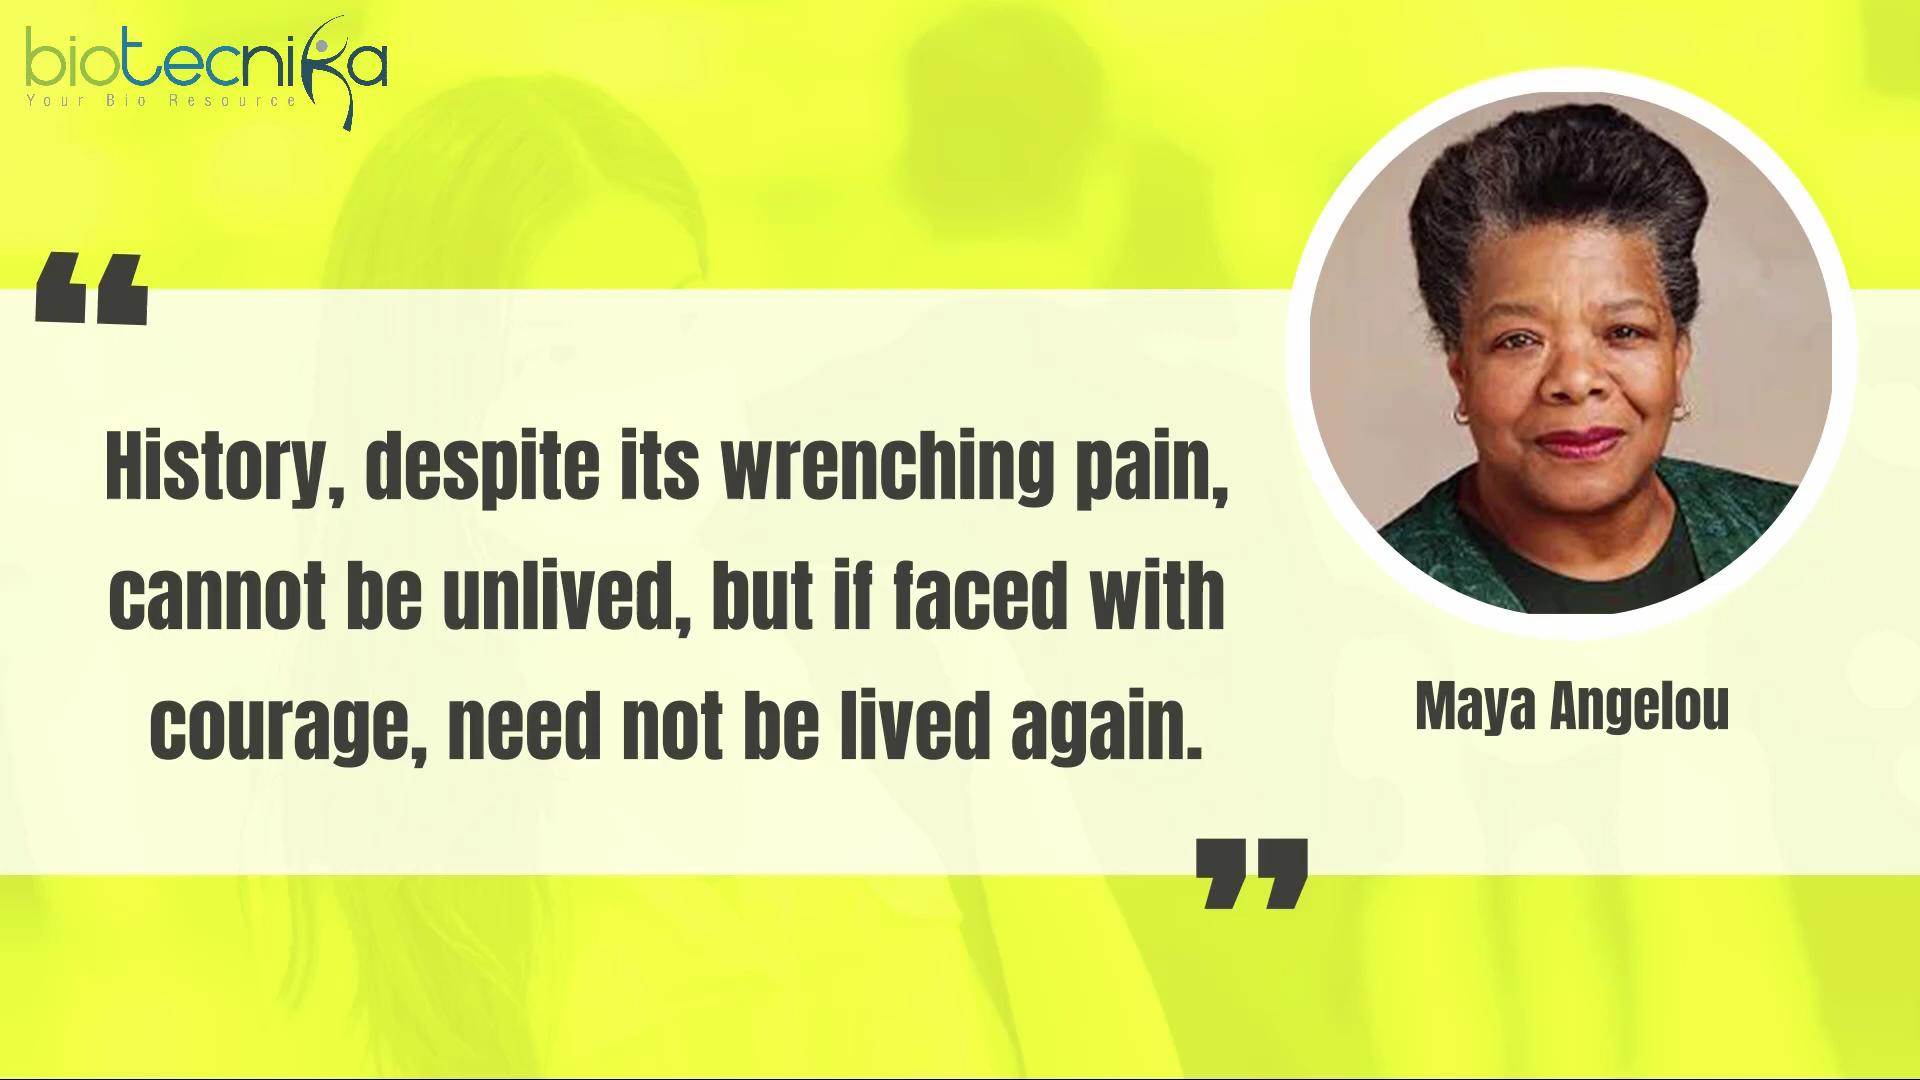 biotecnika
Your Bio Resource
“
History, despite its wrenching pain,
cannot be unlived, but if faced with
courage, need not be lived again.
”
Maya Angelou